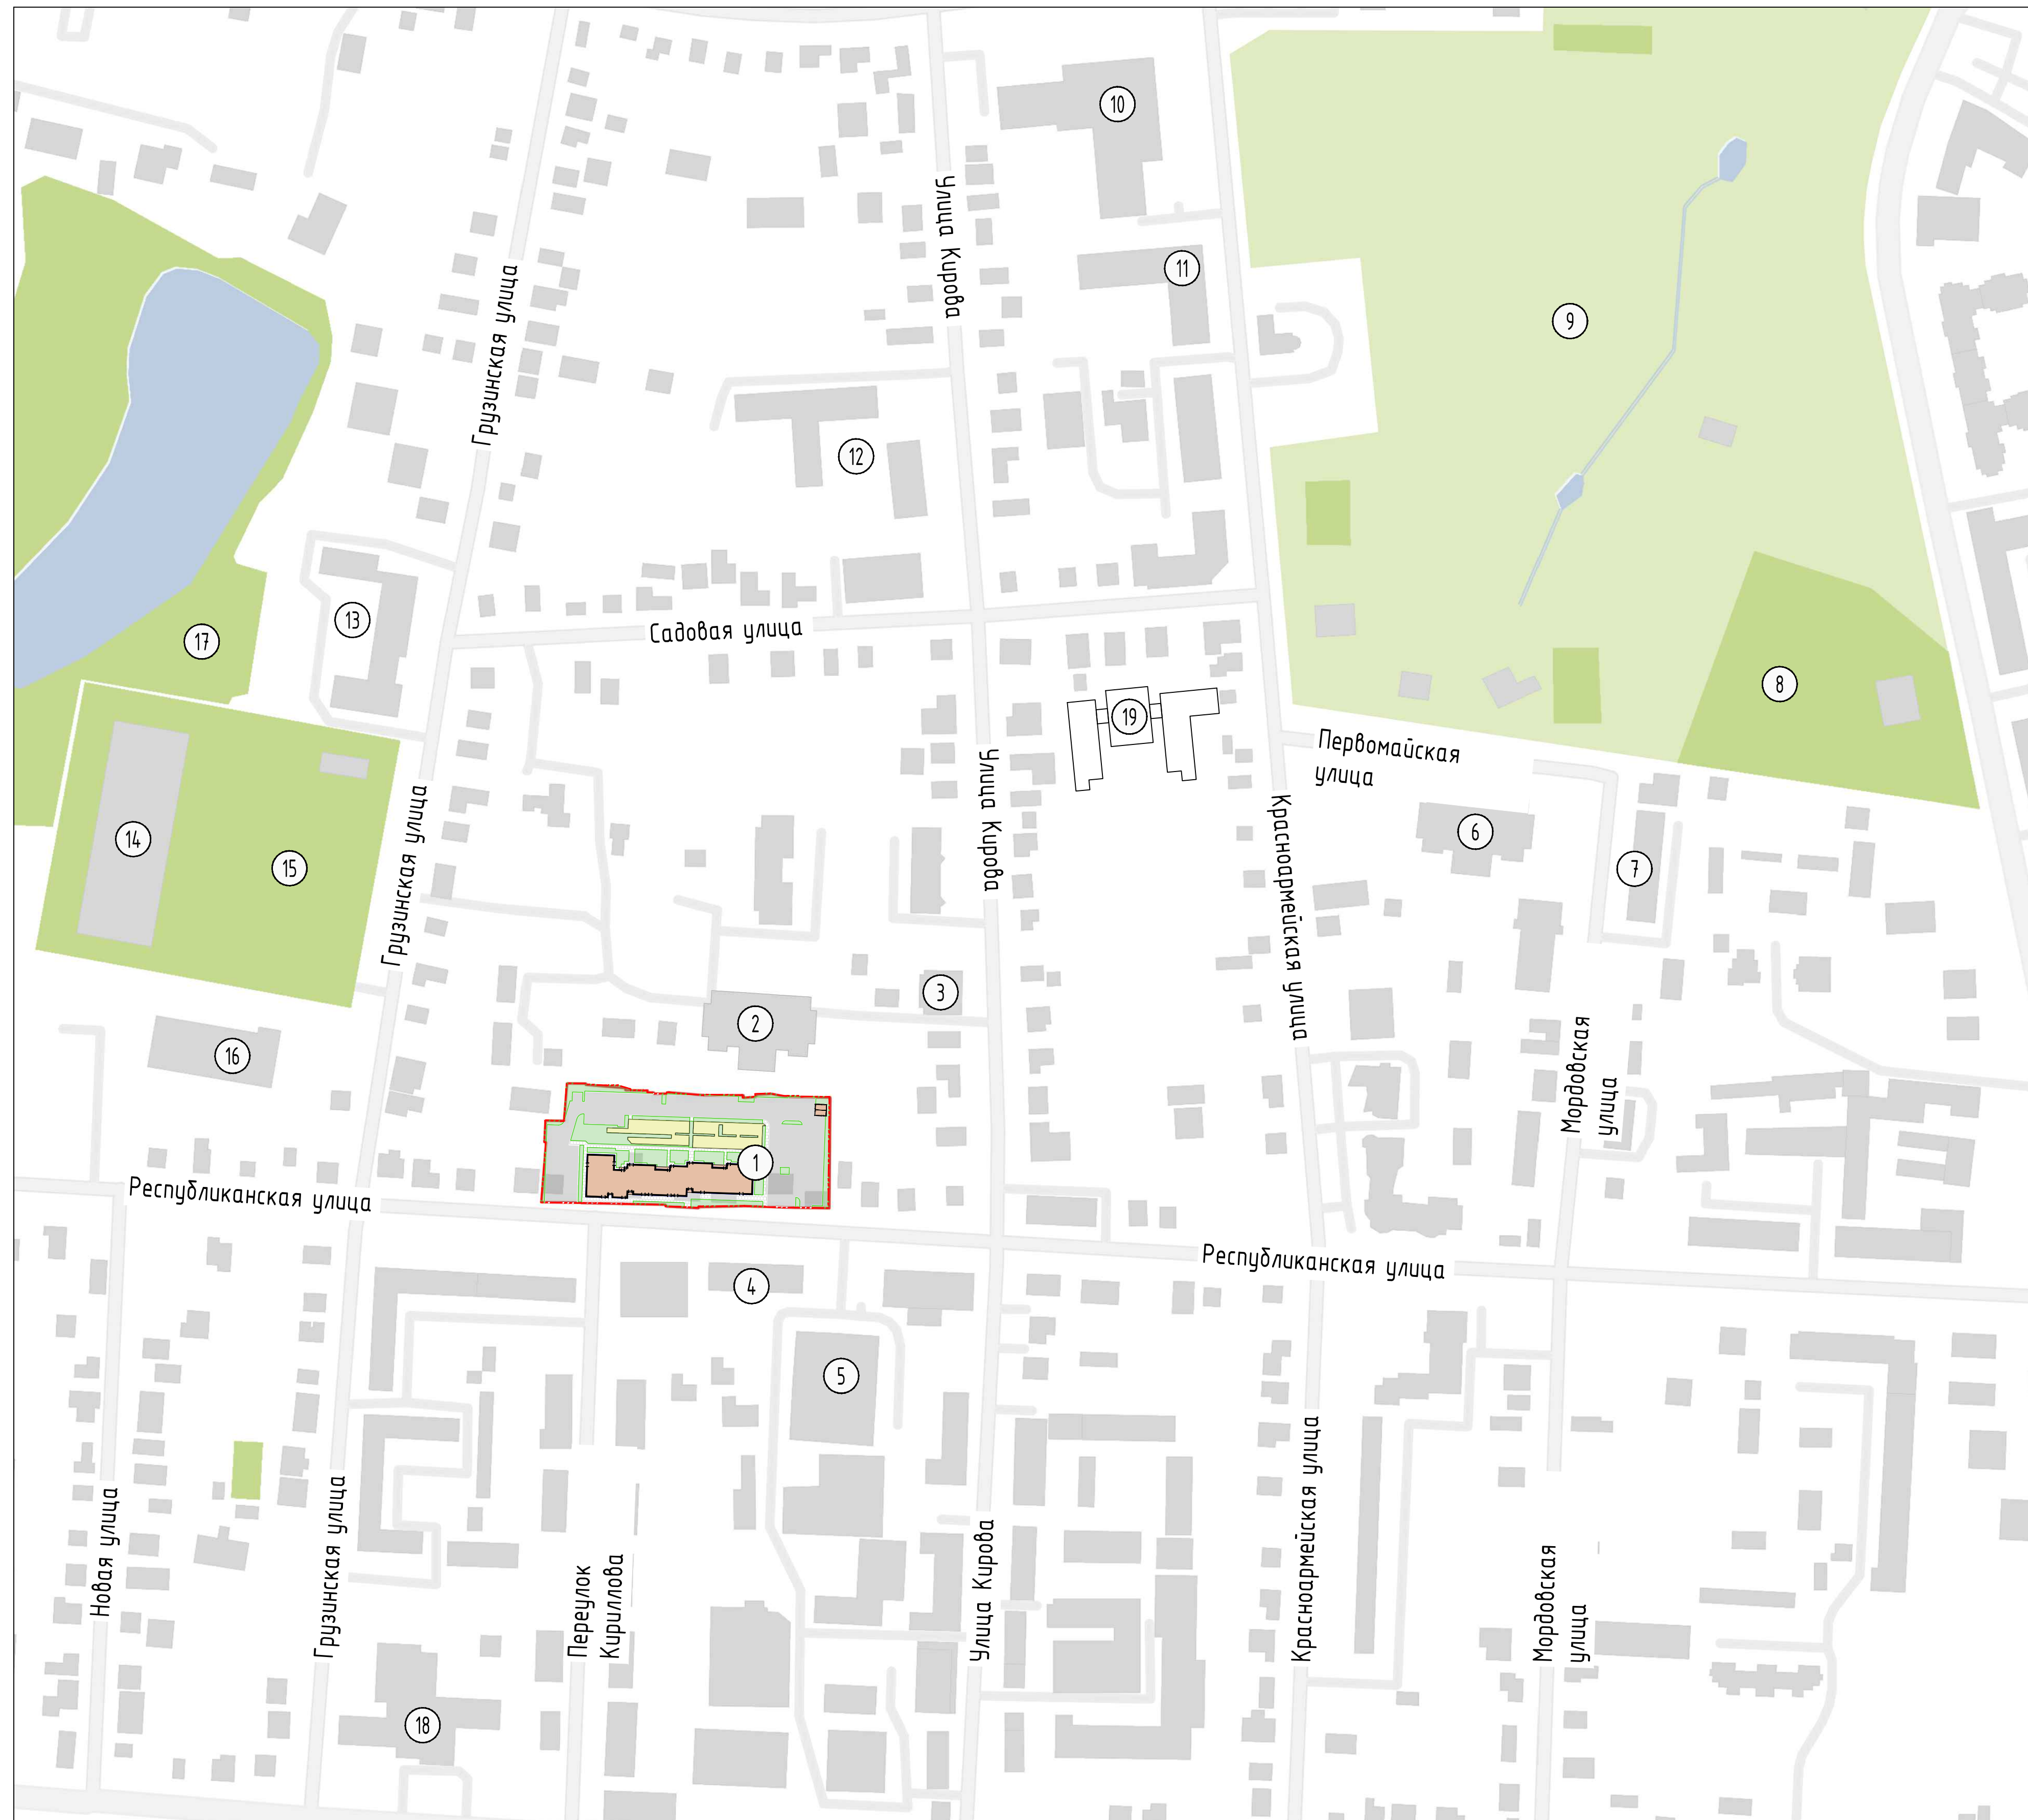 10
Улица Кирова
11
9
Грузинская улица
12
13
17
Садовая улица
8
19
Первомайская
улица
Улица Кирова
6
14
15
Грузинская улица
7
Красноармейская улица
3
2
16
Мордовская
улица
1
Республиканская улица
Республиканская улица
4
5
Новая улица
Грузинская улица
Переулок
Кириллова
Улица Кирова
Красноармейская улица
Мордовская
улица
18